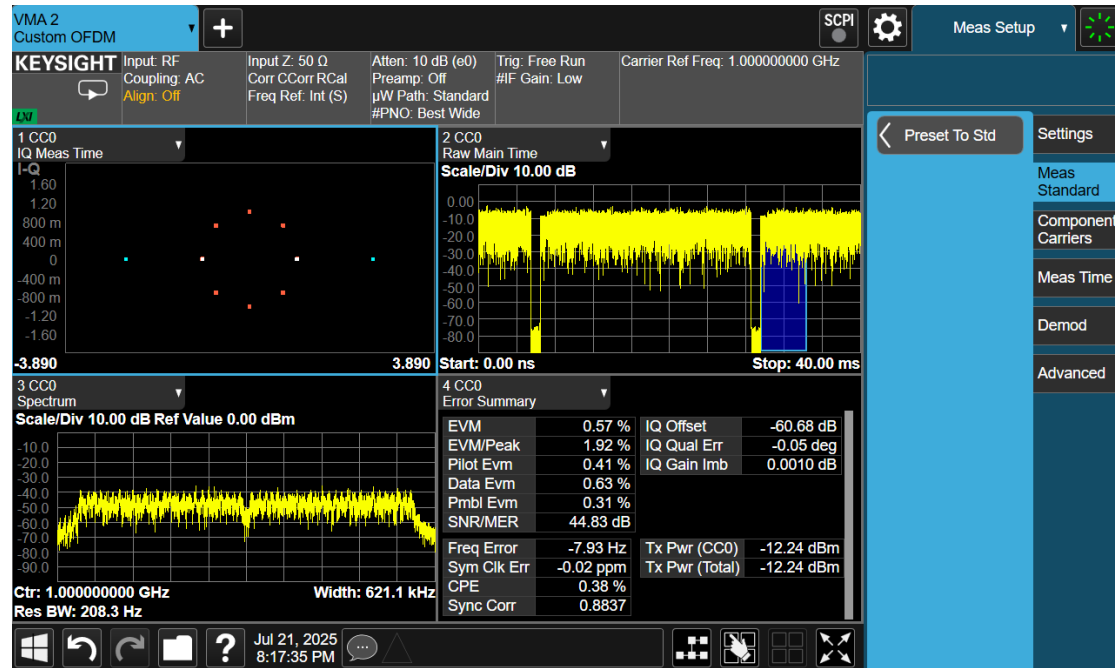 VMA 2
Custom OFDM
SCPI
Meas Setup
KEYSIGHT
LXI
Input: RF
Coupling: AC
Align: Off
Input Z: 50 Ω
Corr CCorr RCal
Freq Ref: Int (S)
Atten: 10 dB (e0)
Preamp: Off
µW Path: Standard
#PNO: Best Wide
Trig: Free Run
#IF Gain: Low
Carrier Ref Freq: 1.000000000 GHz
Preset To Std
Settings
Meas
Standard
Component
Carriers
Meas Time
Demod
Advanced
1 CC0
IQ Meas Time
I-Q
1.60
1.20
800 m
400 m
0
-400 m
-800 m
-1.20
-1.60
-3.890 3.890
2 CC0
Raw Main Time
Scale/Div 10.00 dB
0.00
-10.0
-20.0
-30.0
-40.0
-50.0
-60.0
-70.0
-80.0
Start: 0.00 ns Stop: 40.00 ms
3 CC0
Spectrum
Scale/Div 10.00 dB Ref Value 0.00 dBm
-10.0
-20.0
-30.0
-40.0
-50.0
-60.0
-70.0
-80.0
-90.0
Ctr: 1.000000000 GHz Width: 621.1 kHz
Res BW: 208.3 Hz
4 CC0
Error Summary
EVM 0.57 % IQ Offset -60.68 dB
EVM/Peak 1.92 % IQ Qual Err -0.05 deg
Pilot Evm 0.41 % IQ Gain Imb 0.0010 dB
Data Evm 0.63 %
Pmbl Evm 0.31 %
SNR/MER 44.83 dB
Freq Error -7.93 Hz Tx Pwr (CC0) -12.24 dBm
Sym Clk Err -0.02 ppm Tx Pwr (Total) -12.24 dBm
CPE 0.38 %
Sync Corr 0.8837
Jul 21, 2025
8:17:35 PM